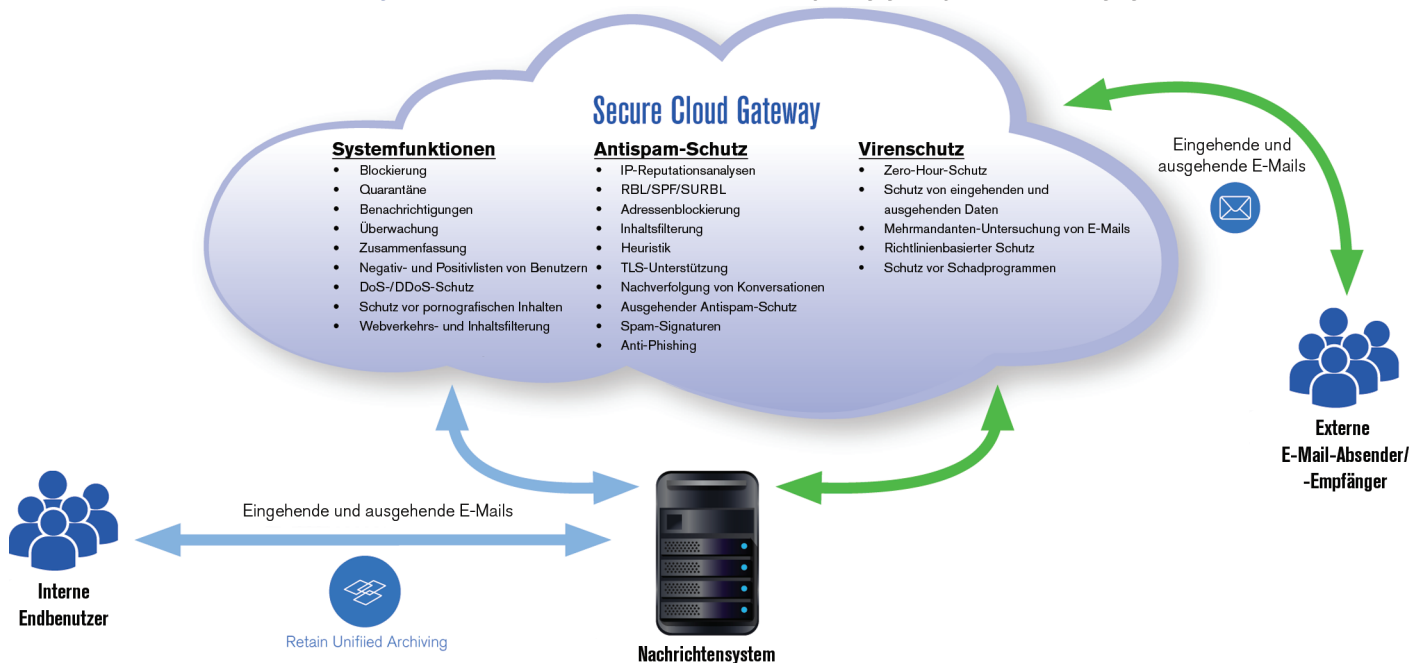 Secure Cloud Gateway
Systemfunktionen
• Blockierung
• Quarantäne
• Benachrichtigungen
• Überwachung
• Zusammenfassung
• Negativ- und Positivlisten von Benutzern
• DoS-/DDoS-Schutz
• Schutz vor pornografischen Inhalten
• Webverkehrs- und Inhaltsfilterung
Antispam-Schutz
• IP-Reputationsanalysen
• RBL/SPF/SURBL
• Adressenblockierung
• Inhaltsfilterung
• Heuristik
• TLS-Unterstützung
• Nachverfolgung von Konversationen
• Ausgehender Antispam-Schutz
• Spam-Signaturen
• Anti-Phishing
Virenschutz
• Zero-Hour-Schutz
• Schutz von eingehenden und
ausgehenden Daten
• Mehrmandanten-Untersuchung von E-Mails
• Richtlinienbasierter Schutz
• Schutz vor Schadprogrammen
Eingehende und
ausgehende E-Mails
Externe
E-Mail-Absender/
-Empfänger
Eingehende und ausgehende E-Mails
Interne
Endbenutzer
Retain Unifiied Archiving
Nachrichtensystem